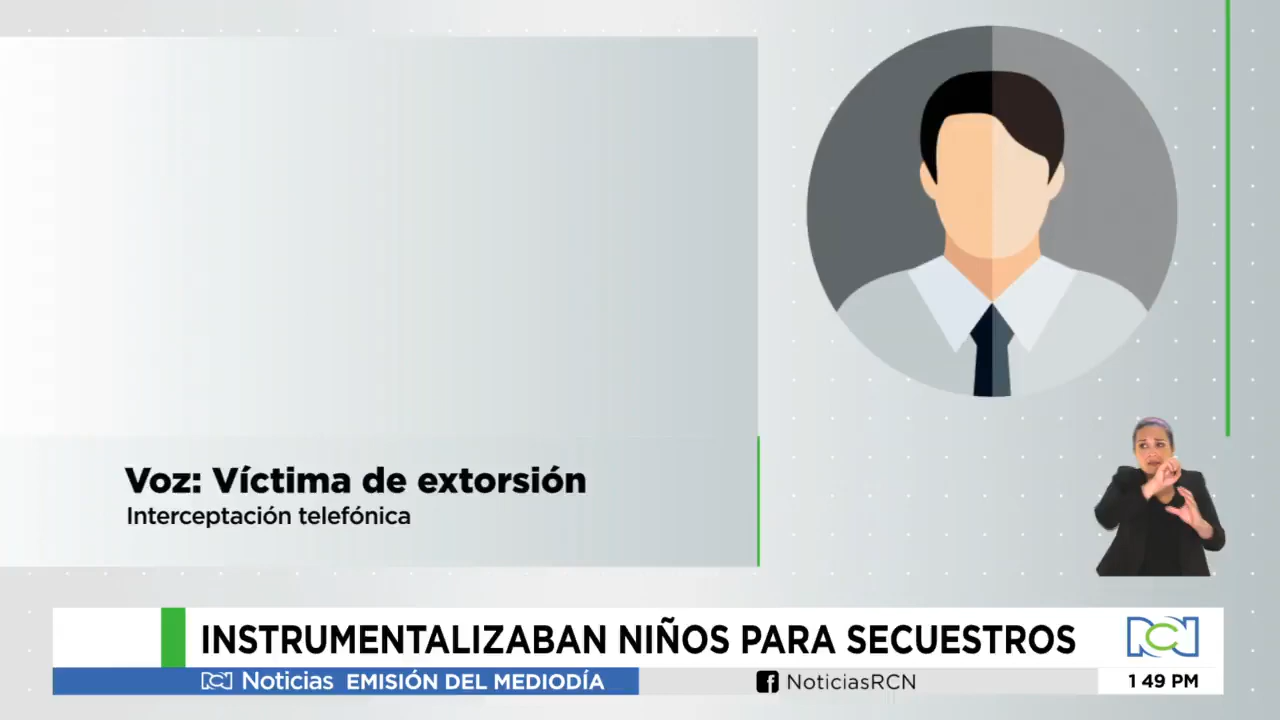 Voz: Víctima de extorsión
Interceptación telefónica
INSTRUMENTALIZABAN NIÑOS PARA SECUESTROS
RCN
RCN Noticias EMISIÓN DEL MEDIODÍA
NoticiasRCN
1 49 PM